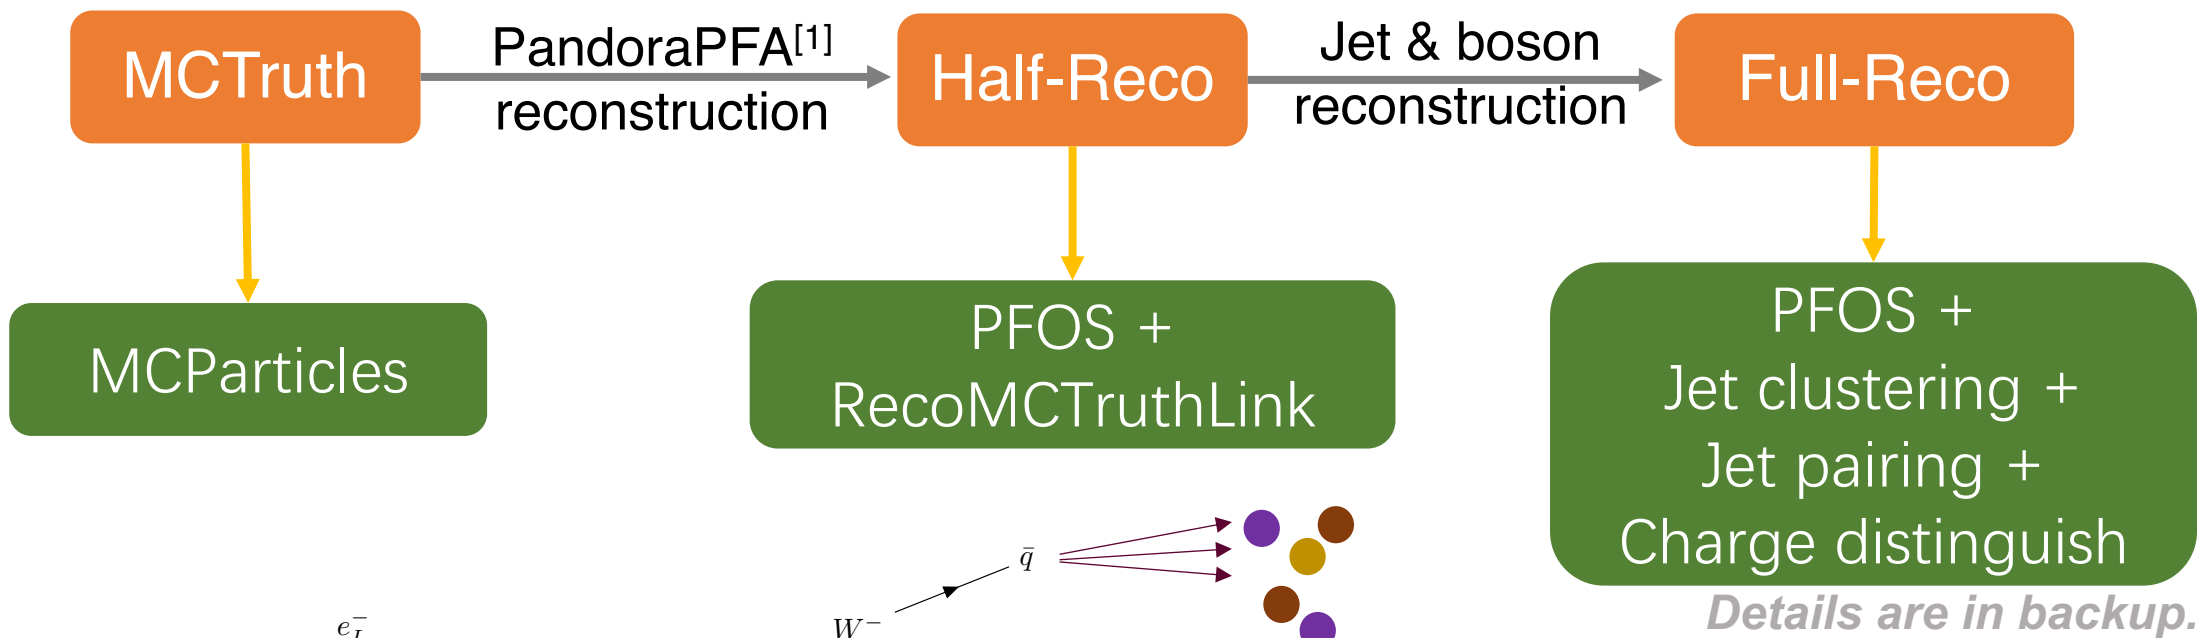 MCTruth
PandoraPFA[1]
reconstruction
Half-Reco
Jet & boson
reconstruction
Full-Reco
MCParticles
PFOS +
RecoMCTruthLink
PFOS +
Jet clustering +
Jet pairing +
Charge distinguish
Details are in backup.
q̄
W⁻